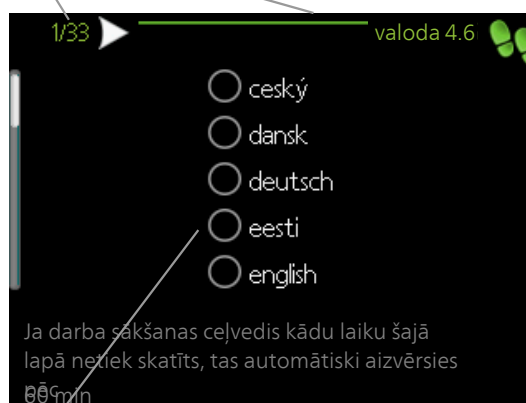 1/33
valoda 4.6
ceský
dansk
deutsch
eesti
english
Ja darba sākšanas ceļvedis kādu laiku šajā
lapā netiek skatīts, tas automātiski aizvērsies
pēc
60 min